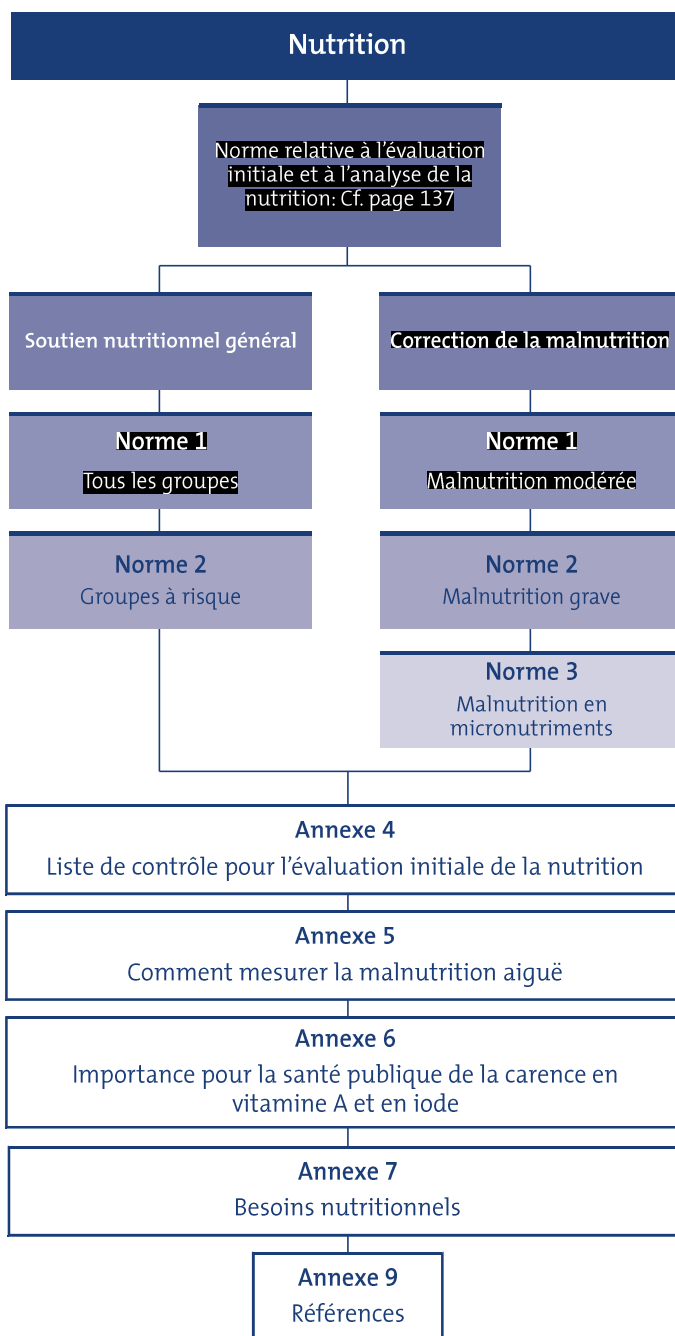 Nutrition
Norme relative à l'évaluation
initiale et à l'analyse de la
nutrition: Cf. page 137
Soutien nutritionnel général
Norme 1
Tous les groupes
Norme 2
Groupes à risque
Correction de la malnutrition
Norme 1
Malnutrition modérée
Norme 2
Malnutrition grave
Norme 3
Malnutrition en
micronutriments
Annexe 4
Liste de contrôle pour l'évaluation initiale de la nutrition
Annexe 5
Comment mesurer la malnutrition aiguë
Annexe 6
Importance pour la santé publique de la carence en
vitamine A et en iode
Annexe 7
Besoins nutritionnels
Annexe 9
Références